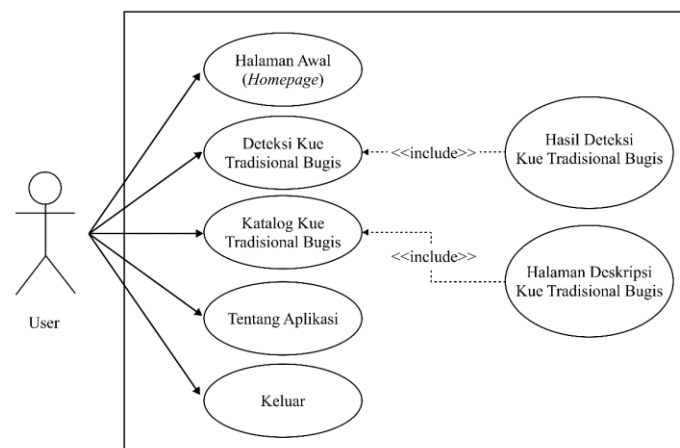 Halaman Awal
(Homepage)
Deteksi Kue
Tradisional Bugis
<<include>>
Hasil Deteksi
Kue Tradisional Bugis
Katalog Kue
Tradisional Bugis
<<include>>
Halaman Deskripsi
Kue Tradisional Bugis
User
Tentang Aplikasi
Keluar